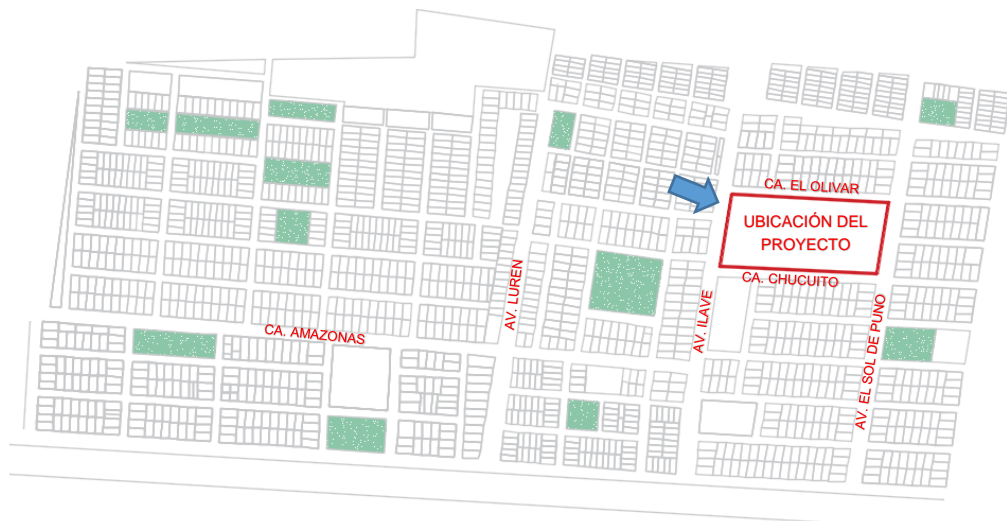 CA. EL OLIVAR
UBICACIÓN DEL
PROYECTO
CA. CHUCUITO
AV. LUREN
AV. ILAVE
AV. EL SOL DE PUNO
CA. AMAZONAS